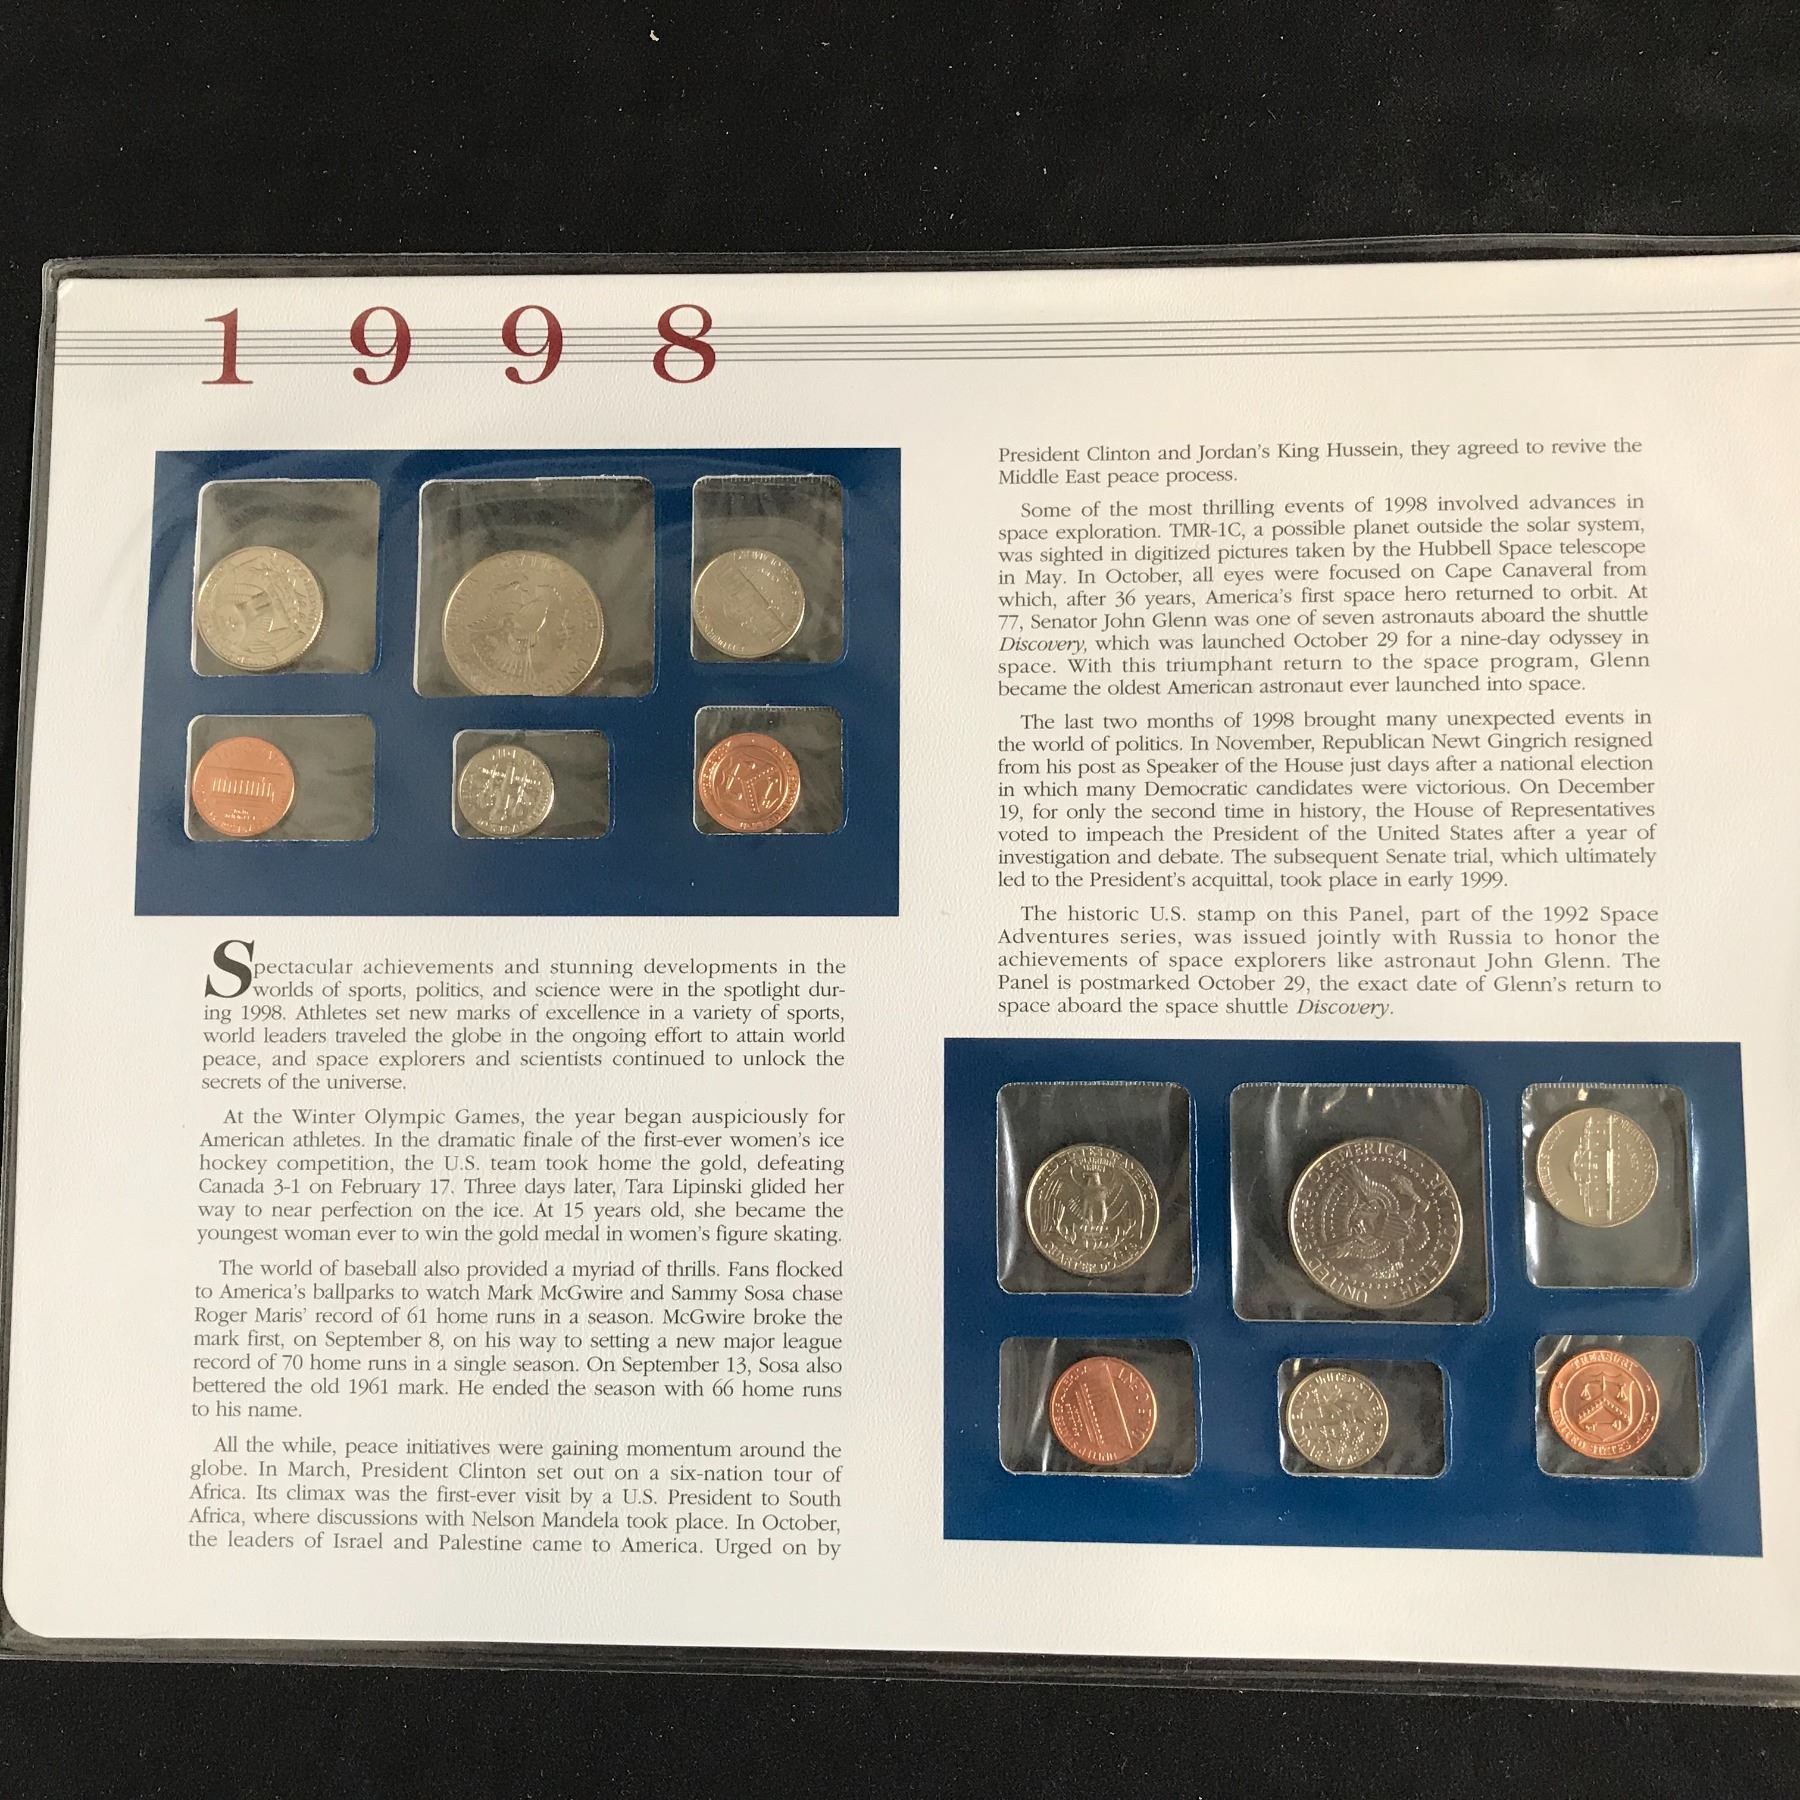 1 9 9 8
Spectacular achievements and stunning developments in the
worlds of sports, politics, and science were in the spotlight dur-
ing 1998. Athletes set new marks of excellence in a variety of sports,
world leaders traveled the globe in the ongoing effort to attain world
peace, and space explorers and scientists continued to unlock the
secrets of the universe.
At the Winter Olympic Games, the year began auspiciously for
American athletes. In the dramatic finale of the first-ever women's ice
hockey competition, the U.S. team took home the gold, defeating
Canada 3-1 on February 17. Three days later, Tara Lipinski glided her
way to near perfection on the ice. At 15 years old, she became the
youngest woman ever to win the gold medal in women's figure skating.
The world of baseball also provided a myriad of thrills. Fans flocked
to America's ballparks to watch Mark McGwire and Sammy Sosa chase
Roger Maris' record of 61 home runs in a season. McGwire broke the
mark first, on September 8, on his way to setting a new major league
record of 70 home runs in a single season. On September 13, Sosa also
bettered the old 1961 mark. He ended the season with 66 home runs
to his name.
All the while, peace initiatives were gaining momentum around the
globe. In March, President Clinton set out on a six-nation tour of
Africa. Its climax was the first-ever visit by a U.S. President to South
Africa, where discussions with Nelson Mandela took place. In October,
the leaders of Israel and Palestine came to America. Urged on by
President Clinton and Jordan's King Hussein, they agreed to revive the
Middle East peace process.
Some of the most thrilling events of 1998 involved advances in
space exploration. TMR-1C, a possible planet outside the solar system,
was sighted in digitized pictures taken by the Hubbell Space telescope
in May. In October, all eyes were focused on Cape Canaveral from
which, after 36 years, America's first space hero returned to orbit. At
77, Senator John Glenn was one of seven astronauts aboard the shuttle
Discovery, which was launched October 29 for a nine-day odyssey in
space. With this triumphant return to the space program, Glenn
became the oldest American astronaut ever launched into space.
The last two months of 1998 brought many unexpected events in
the world of politics. In November, Republican Newt Gingrich resigned
from his post as Speaker of the House just days after a national election
in which many Democratic candidates were victorious. On December
19, for only the second time in history, the House of Representatives
voted to impeach the President of the United States after a year of
investigation and debate. The subsequent Senate trial, which ultimately
led to the President's acquittal, took place in early 1999.
The historic U.S. stamp on this Panel, part of the 1992 Space
Adventures series, was issued jointly with Russia to honor the
achievements of space explorers like astronaut John Glenn. The
Panel is postmarked October 29, the exact date of Glenn's return to
space aboard the space shuttle Discovery.
UNITED STATES OF AMERICA
QUARTER DOLLAR
UNITED STATES OF AMERICA
HALF DOLLAR
ONE CENT
UNITED STATES
TREASURY
UNITED STATES MINT